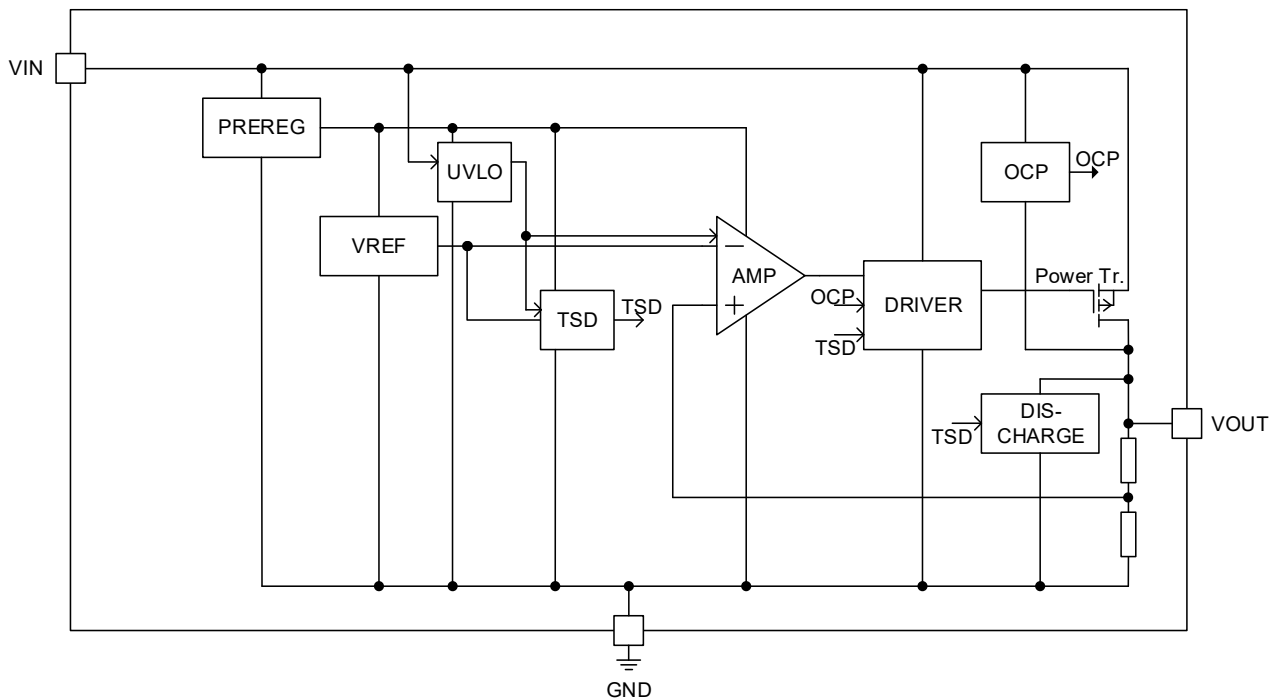 VIN
PREREG
UVLO
OCP
OCP
VREF
AMP
Power Tr.
TSD
TSD
OCP
DRIVER
TSD
DIS-
CHARGE
TSD
VOUT
GND